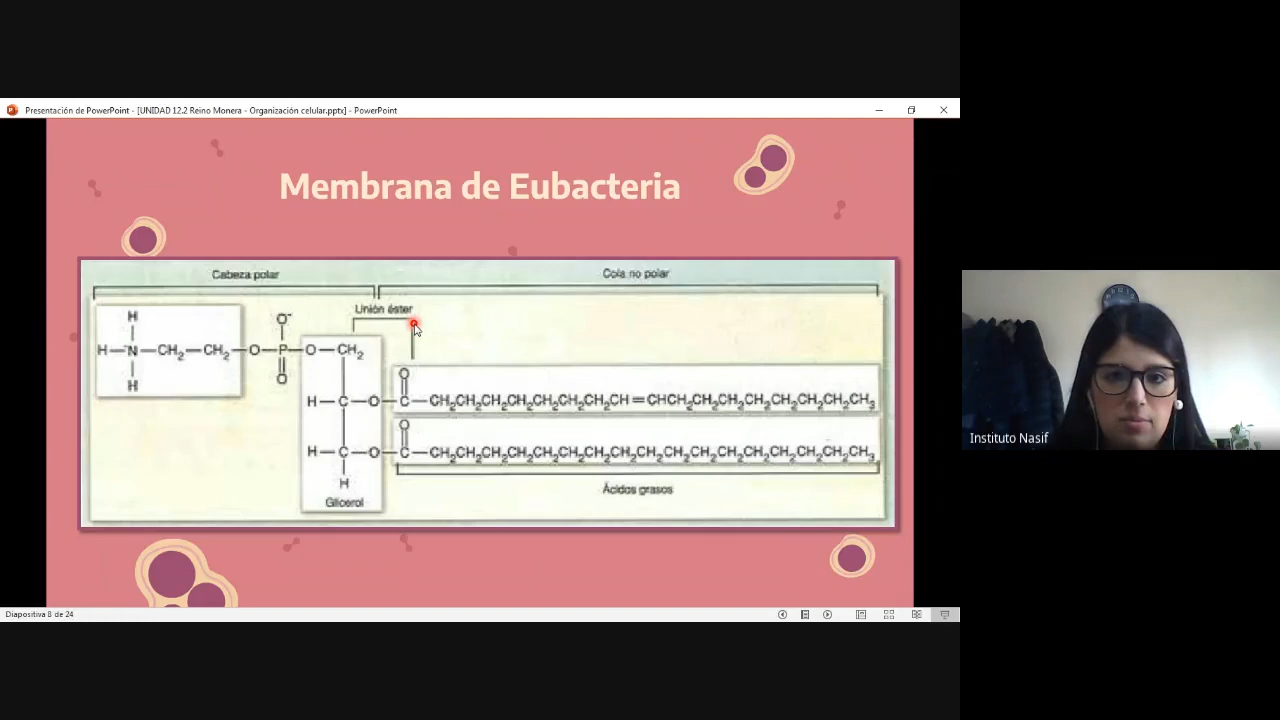 Presentación de PowerPoint - [UNIDAD 12.2 Reino Monera - Organización celular.pptx] - PowerPoint
Membrana de Eubacteria
Cabeza polar
Cola no polar
Unión éster
H
O⁻
H—N—CH₂—CH₂—O—P—O—CH₂
H
O
O
H—C—O—C—CH₂CH₂CH₂CH₂CH₂CH₂CH₂CH=CHCH₂CH₂CH₂CH₂CH₂CH₂CH₂CH₃
O
H—C—O—C—CH₂CH₂CH₂CH₂CH₂CH₂CH₂CH₂CH₂CH₂CH₂CH₂CH₂CH₂CH₂CH₂CH₃
H
Ácidos grasos
Glicerol
Instituto Nasif
Diapositiva 8 de 24